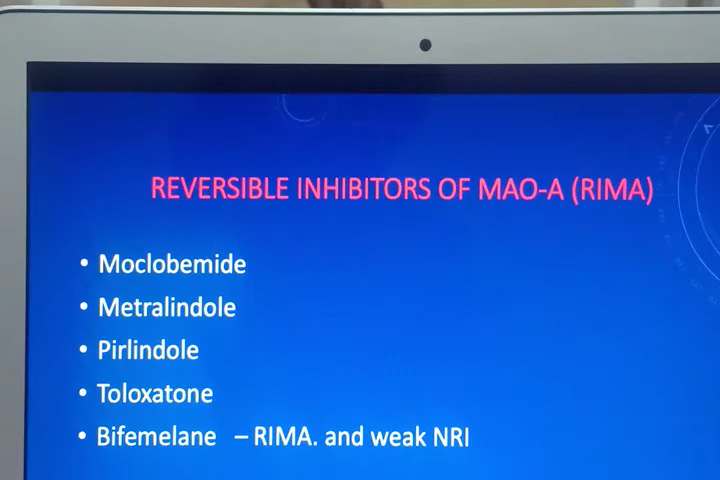 REVERSIBLE INHIBITORS OF MAO-A (RIMA)
• Moclobemide
• Metralindole
• Pirlindole
• Toloxatone
• Bifemelane – RIMA. and weak NRI